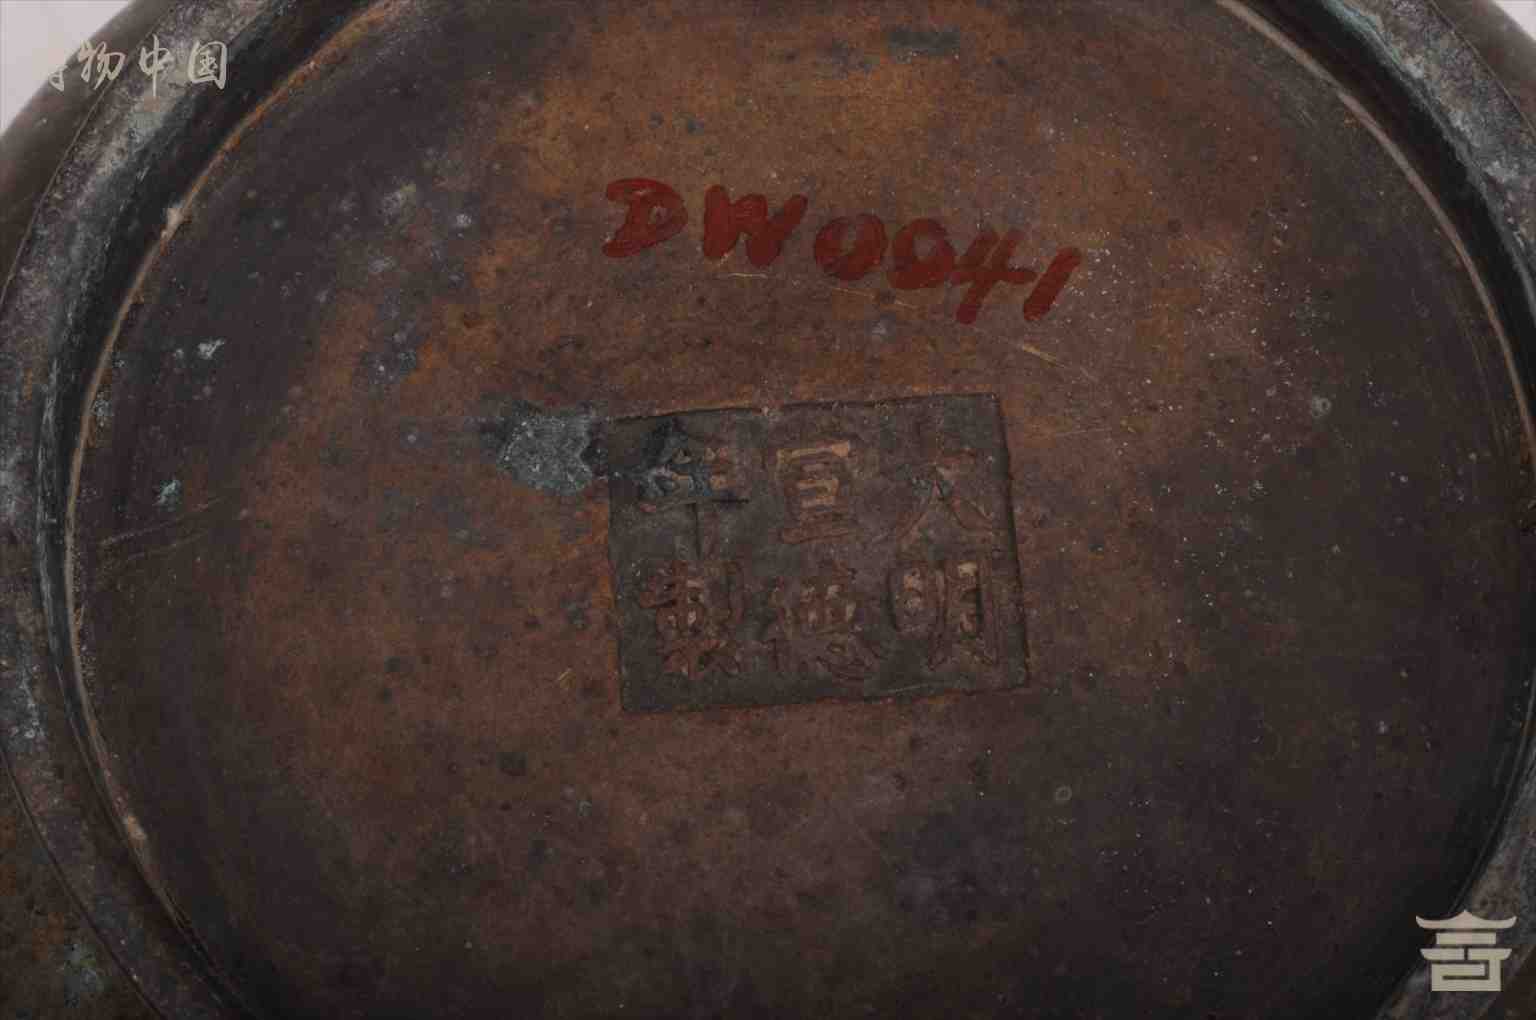 物中国
DW0041
大明
宣德
年製